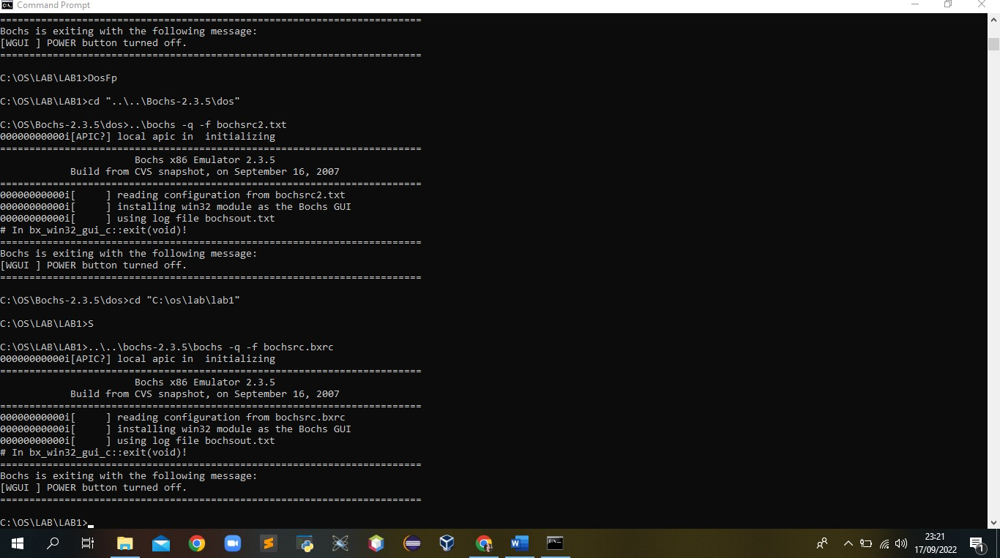 Command Prompt
========================================================================
Bochs is exiting with the following message:
[WGUI ] POWER button turned off.
========================================================================
C:\OS\LAB\LAB1>DosFp
C:\OS\LAB\LAB1>cd "..\..\Bochs-2.3.5\dos"
C:\OS\Bochs-2.3.5\dos>..\bochs -q -f bochsrc2.txt
00000000000i[APIC?] local apic in  initializing
========================================================================
                       Bochs x86 Emulator 2.3.5
            Build from CVS snapshot, on September 16, 2007
========================================================================
00000000000i[     ] reading configuration from bochsrc2.txt
00000000000i[     ] installing win32 module as the Bochs GUI
00000000000i[     ] using log file bochsout.txt
# In bx_win32_gui_c::exit(void)!
========================================================================
Bochs is exiting with the following message:
[WGUI ] POWER button turned off.
========================================================================
C:\OS\Bochs-2.3.5\dos>cd "C:\os\lab\lab1"
C:\OS\LAB\LAB1>S
C:\OS\LAB\LAB1>..\..\bochs-2.3.5\bochs -q -f bochsrc.bxrc
00000000000i[APIC?] local apic in  initializing
========================================================================
                       Bochs x86 Emulator 2.3.5
            Build from CVS snapshot, on September 16, 2007
========================================================================
00000000000i[     ] reading configuration from bochsrc.bxrc
00000000000i[     ] installing win32 module as the Bochs GUI
00000000000i[     ] using log file bochsout.txt
# In bx_win32_gui_c::exit(void)!
========================================================================
Bochs is exiting with the following message:
[WGUI ] POWER button turned off.
========================================================================
C:\OS\LAB\LAB1>_
23:21
17/09/2022
1